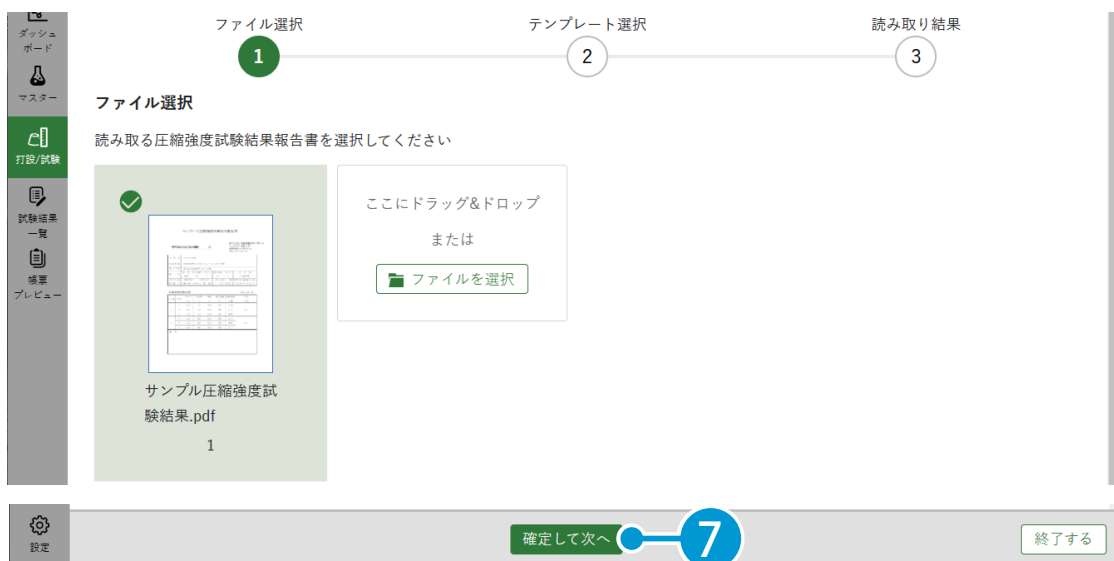 ダッシュ
ボード
マスター
打設/試験
試験結果
一覧
帳票
プレビュー
ファイル選択
テンプレート選択
読み取り結果
1
2
3
ファイル選択
読み取る圧縮強度試験結果報告書を選択してください
サンプル圧縮強度試
験結果.pdf
1
ここにドラッグ&ドロップ
または
ファイルを選択
設定
確定して次へ
7
終了する